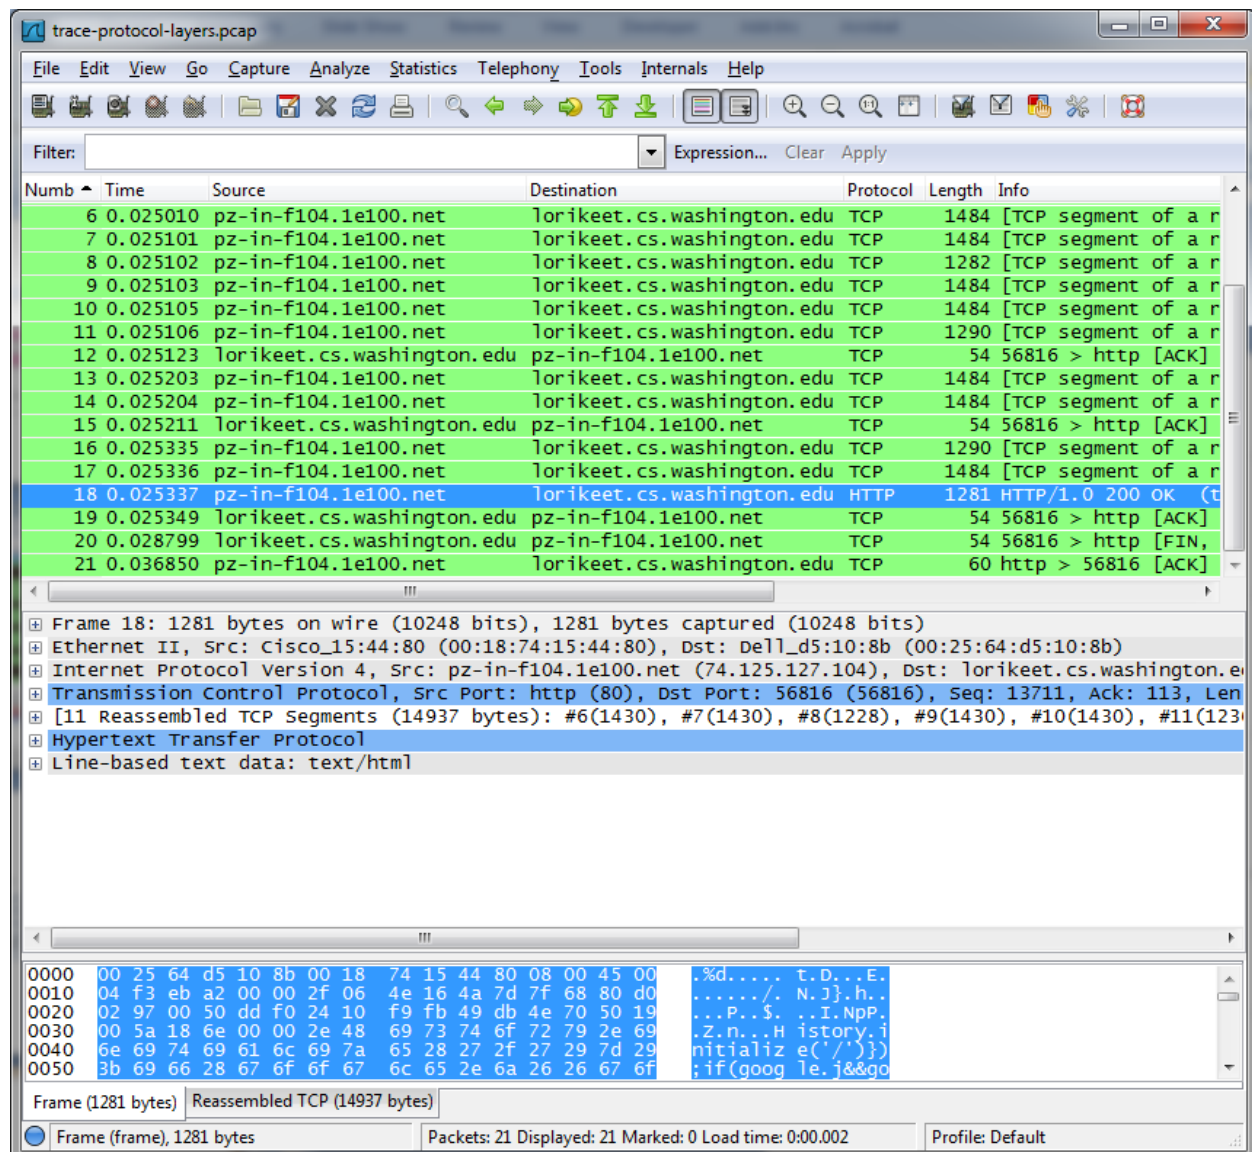 trace-protocol-layers.pcap
File Edit View Go Capture Analyze Statistics Telephony Tools Internals Help
Filter: Expression... Clear Apply
Numb Time Source Destination Protocol Length Info
6 0.025010 pz-in-f104.1e100.net lorikeet.cs.washington.edu TCP 1484 [TCP segment of a r
7 0.025101 pz-in-f104.1e100.net lorikeet.cs.washington.edu TCP 1484 [TCP segment of a r
8 0.025102 pz-in-f104.1e100.net lorikeet.cs.washington.edu TCP 1282 [TCP segment of a r
9 0.025103 pz-in-f104.1e100.net lorikeet.cs.washington.edu TCP 1484 [TCP segment of a r
10 0.025105 pz-in-f104.1e100.net lorikeet.cs.washington.edu TCP 1484 [TCP segment of a r
11 0.025106 pz-in-f104.1e100.net lorikeet.cs.washington.edu TCP 1290 [TCP segment of a r
12 0.025123 lorikeet.cs.washington.edu pz-in-f104.1e100.net TCP 54 56816 > http [ACK]
13 0.025203 pz-in-f104.1e100.net lorikeet.cs.washington.edu TCP 1484 [TCP segment of a r
14 0.025204 pz-in-f104.1e100.net lorikeet.cs.washington.edu TCP 1484 [TCP segment of a r
15 0.025211 lorikeet.cs.washington.edu pz-in-f104.1e100.net TCP 54 56816 > http [ACK]
16 0.025335 pz-in-f104.1e100.net lorikeet.cs.washington.edu TCP 1290 [TCP segment of a r
17 0.025336 pz-in-f104.1e100.net lorikeet.cs.washington.edu TCP 1484 [TCP segment of a r
18 0.025337 pz-in-f104.1e100.net lorikeet.cs.washington.edu HTTP 1281 HTTP/1.0 200 OK (t
19 0.025349 lorikeet.cs.washington.edu pz-in-f104.1e100.net TCP 54 56816 > http [ACK]
20 0.028799 lorikeet.cs.washington.edu pz-in-f104.1e100.net TCP 54 56816 > http [FIN,
21 0.036850 pz-in-f104.1e100.net lorikeet.cs.washington.edu TCP 60 http > 56816 [ACK]
Frame 18: 1281 bytes on wire (10248 bits), 1281 bytes captured (10248 bits)
Ethernet II, Src: Cisco_15:44:80 (00:18:74:15:44:80), Dst: Dell_d5:10:8b (00:25:64:d5:10:8b)
Internet Protocol Version 4, Src: pz-in-f104.1e100.net (74.125.127.104), Dst: lorikeet.cs.washington.e
Transmission Control Protocol, Src Port: http (80), Dst Port: 56816 (56816), Seq: 13711, Ack: 113, Len
[11 Reassembled TCP Segments (14937 bytes): #6(1430), #7(1430), #8(1228), #9(1430), #10(1430), #11(123
Hypertext Transfer Protocol
Line-based text data: text/html
0000 00 25 64 d5 10 8b 00 18 74 15 44 80 08 00 45 00 .%d..... t.D...E.
0010 04 f3 eb a2 00 00 2f 06 4e 16 4a 7d 7f 68 80 d0 ....../. N.J}.h..
0020 02 97 00 50 dd f0 24 10 f9 fb 49 db 4e 70 50 19 ...P..$. ..I.NpP.
0030 00 5a 18 6e 00 00 2e 48 69 73 74 6f 72 79 2e 69 .Z.n...H istory.i
0040 6e 69 74 69 61 6c 69 7a 65 28 27 2f 27 29 7d 29 nitializ e('/')})
0050 3b 69 66 28 67 6f 6f 67 6c 65 2e 6a 26 26 67 6f ;if(goog le.j&&go
Frame (1281 bytes) Reassembled TCP (14937 bytes)
Frame (frame), 1281 bytes Packets: 21 Displayed: 21 Marked: 0 Load time: 0:00.002 Profile: Default